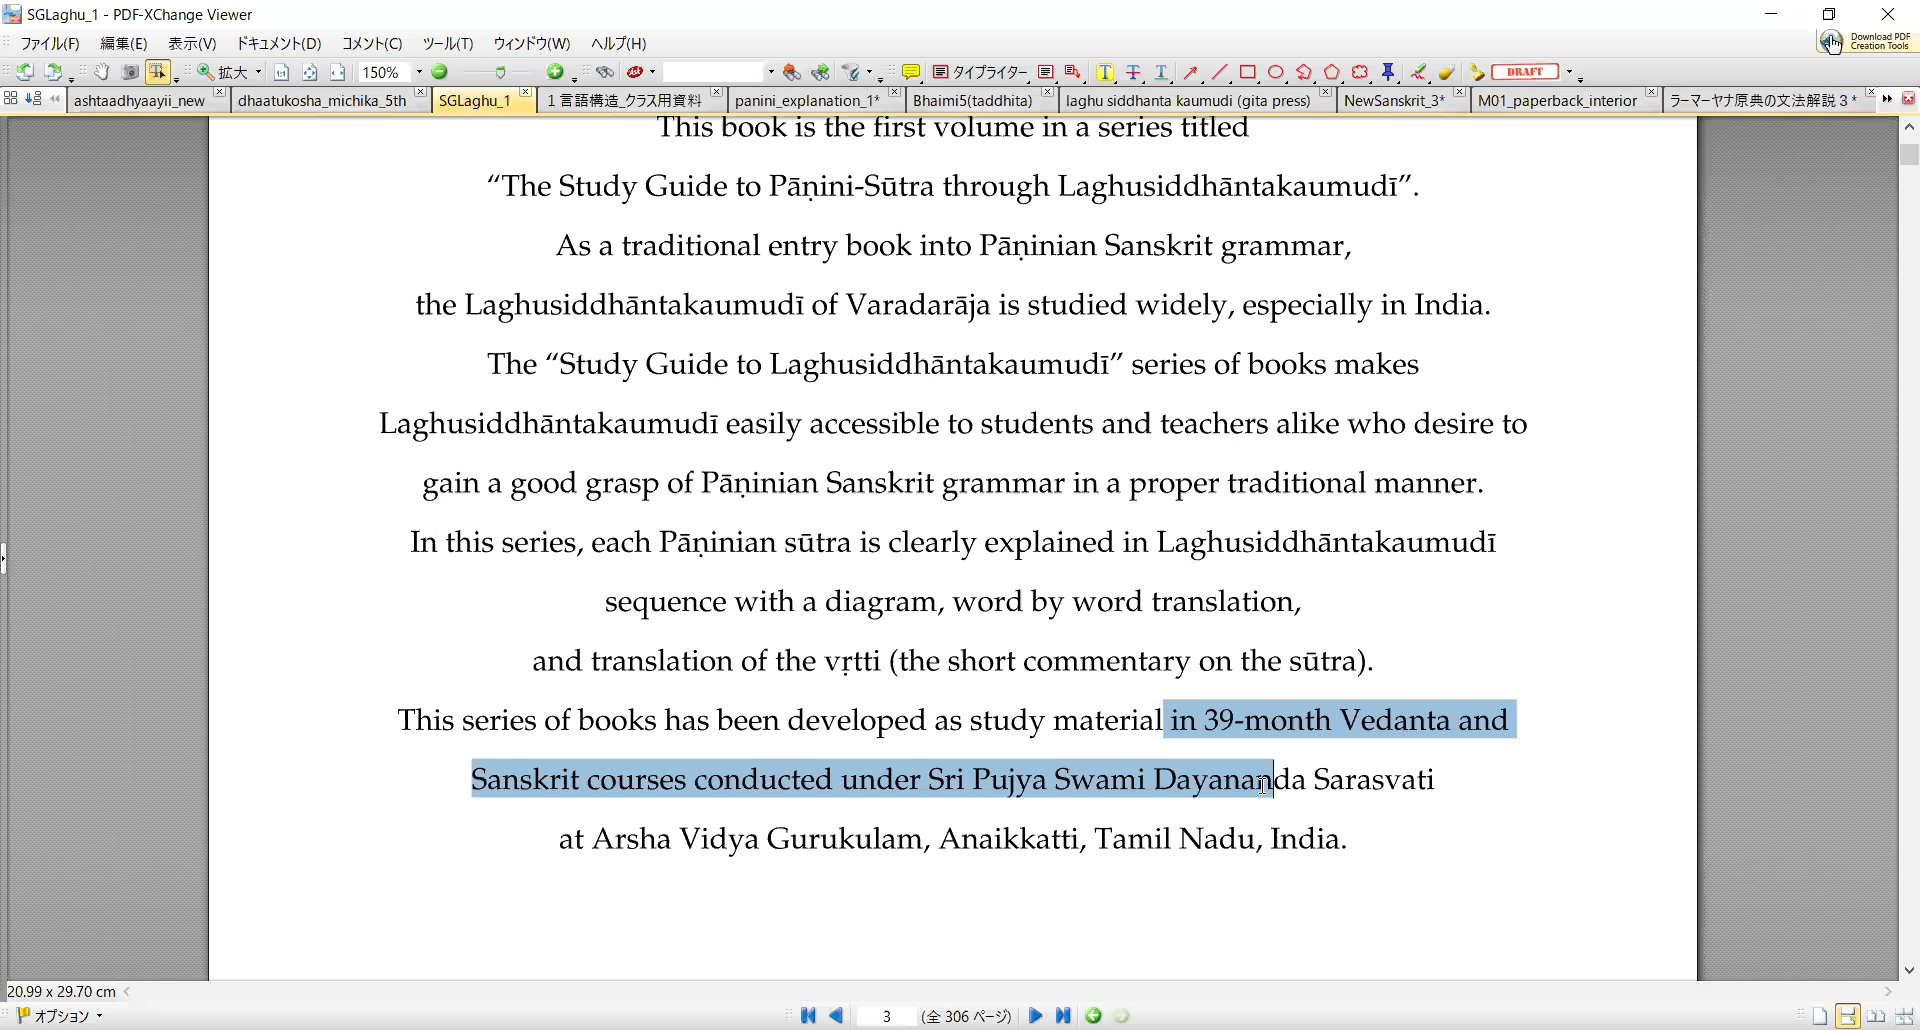 SGLaghu_1 - PDF-XChange Viewer
ファイル(F) 編集(E) 表示(V) ドキュメント(D) コメント(C) ツール(T) ウィンドウ(W) ヘルプ(H)
Download PDF
Creation Tools
拡大 150% タイプライター DRAFT
ashtaadhyaayii_new dhaatukosha_michika_5th SGLaghu_1 1 言語構造_クラス用資料 panini_explanation_1* Bhaimi5(taddhita) laghu siddhanta kaumudi (gita press) NewSanskrit_3* M01_paperback_interior ラーマーヤナ原典の文法解説 3 *
This book is the first volume in a series titled
“The Study Guide to Pāṇini-Sūtra through Laghusiddhāntakaumudī”.
As a traditional entry book into Pāṇinian Sanskrit grammar,
the Laghusiddhāntakaumudī of Varadarāja is studied widely, especially in India.
The “Study Guide to Laghusiddhāntakaumudī” series of books makes
Laghusiddhāntakaumudī easily accessible to students and teachers alike who desire to
gain a good grasp of Pāṇinian Sanskrit grammar in a proper traditional manner.
In this series, each Pāṇinian sūtra is clearly explained in Laghusiddhāntakaumudī
sequence with a diagram, word by word translation,
and translation of the vṛtti (the short commentary on the sūtra).
This series of books has been developed as study material in 39-month Vedanta and
Sanskrit courses conducted under Sri Pujya Swami Dayananda Sarasvati
at Arsha Vidya Gurukulam, Anaikkatti, Tamil Nadu, India.
20.99 x 29.70 cm
オプション 3 (全 306 ページ)